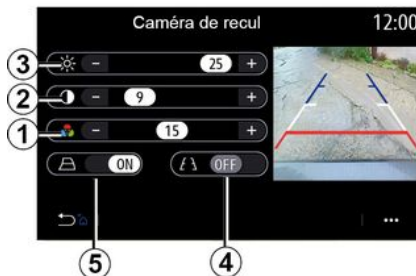 Caméra de recul 12:00
3 - 25 +
2 - 9 +
1 - 15 +
ON OFF
5 4